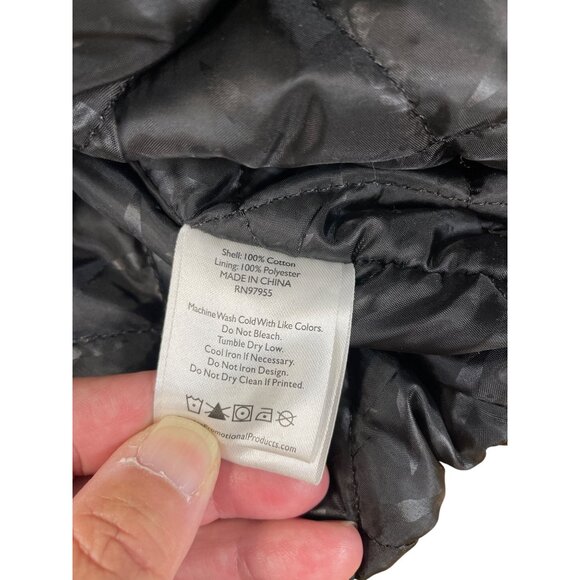 Shell: 100% Cotton
Lining: 100% Polyester
MADE IN CHINA
RN97955
Machine Wash Cold With Like Colors.
Do Not Bleach.
Tumble Dry Low.
Cool Iron If Necessary.
Do Not Iron Design.
Do Not Dry Clean If Printed.